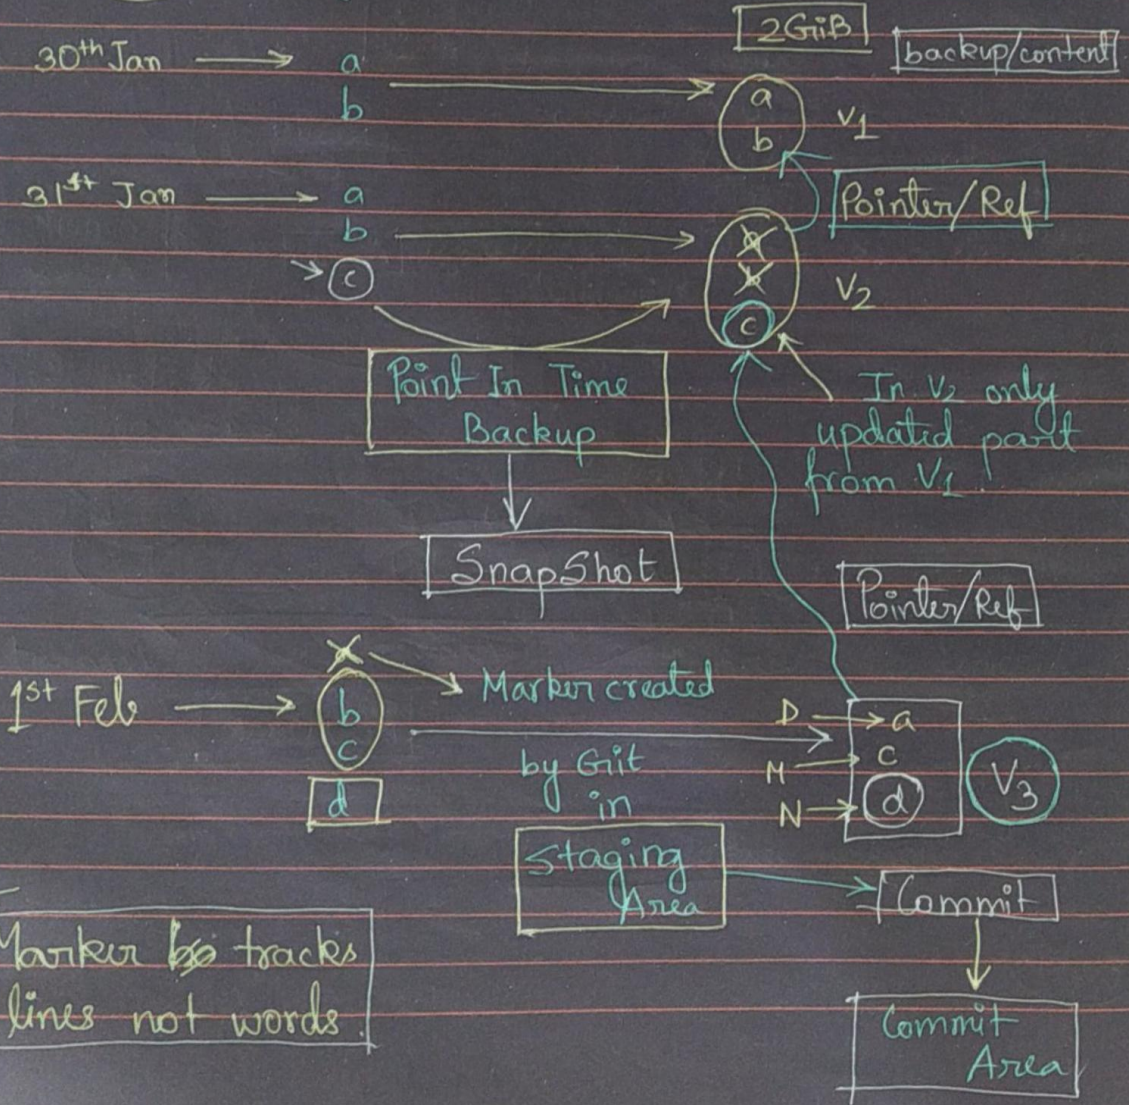 2GiB
backup/content
30th Jan
a
b
a
b
V1
31st Jan
a
b
c
Pointer/Ref
c
V2
Point In Time
Backup
In V2 only
updated part
from V1.
SnapShot
Pointer/Ref
1st Feb
b
c
d
Marker created
by Git
in
Staging
Area
D
a
M
c
N
d
V3
Commit
Commit
Area
Marker tracks
lines not words.